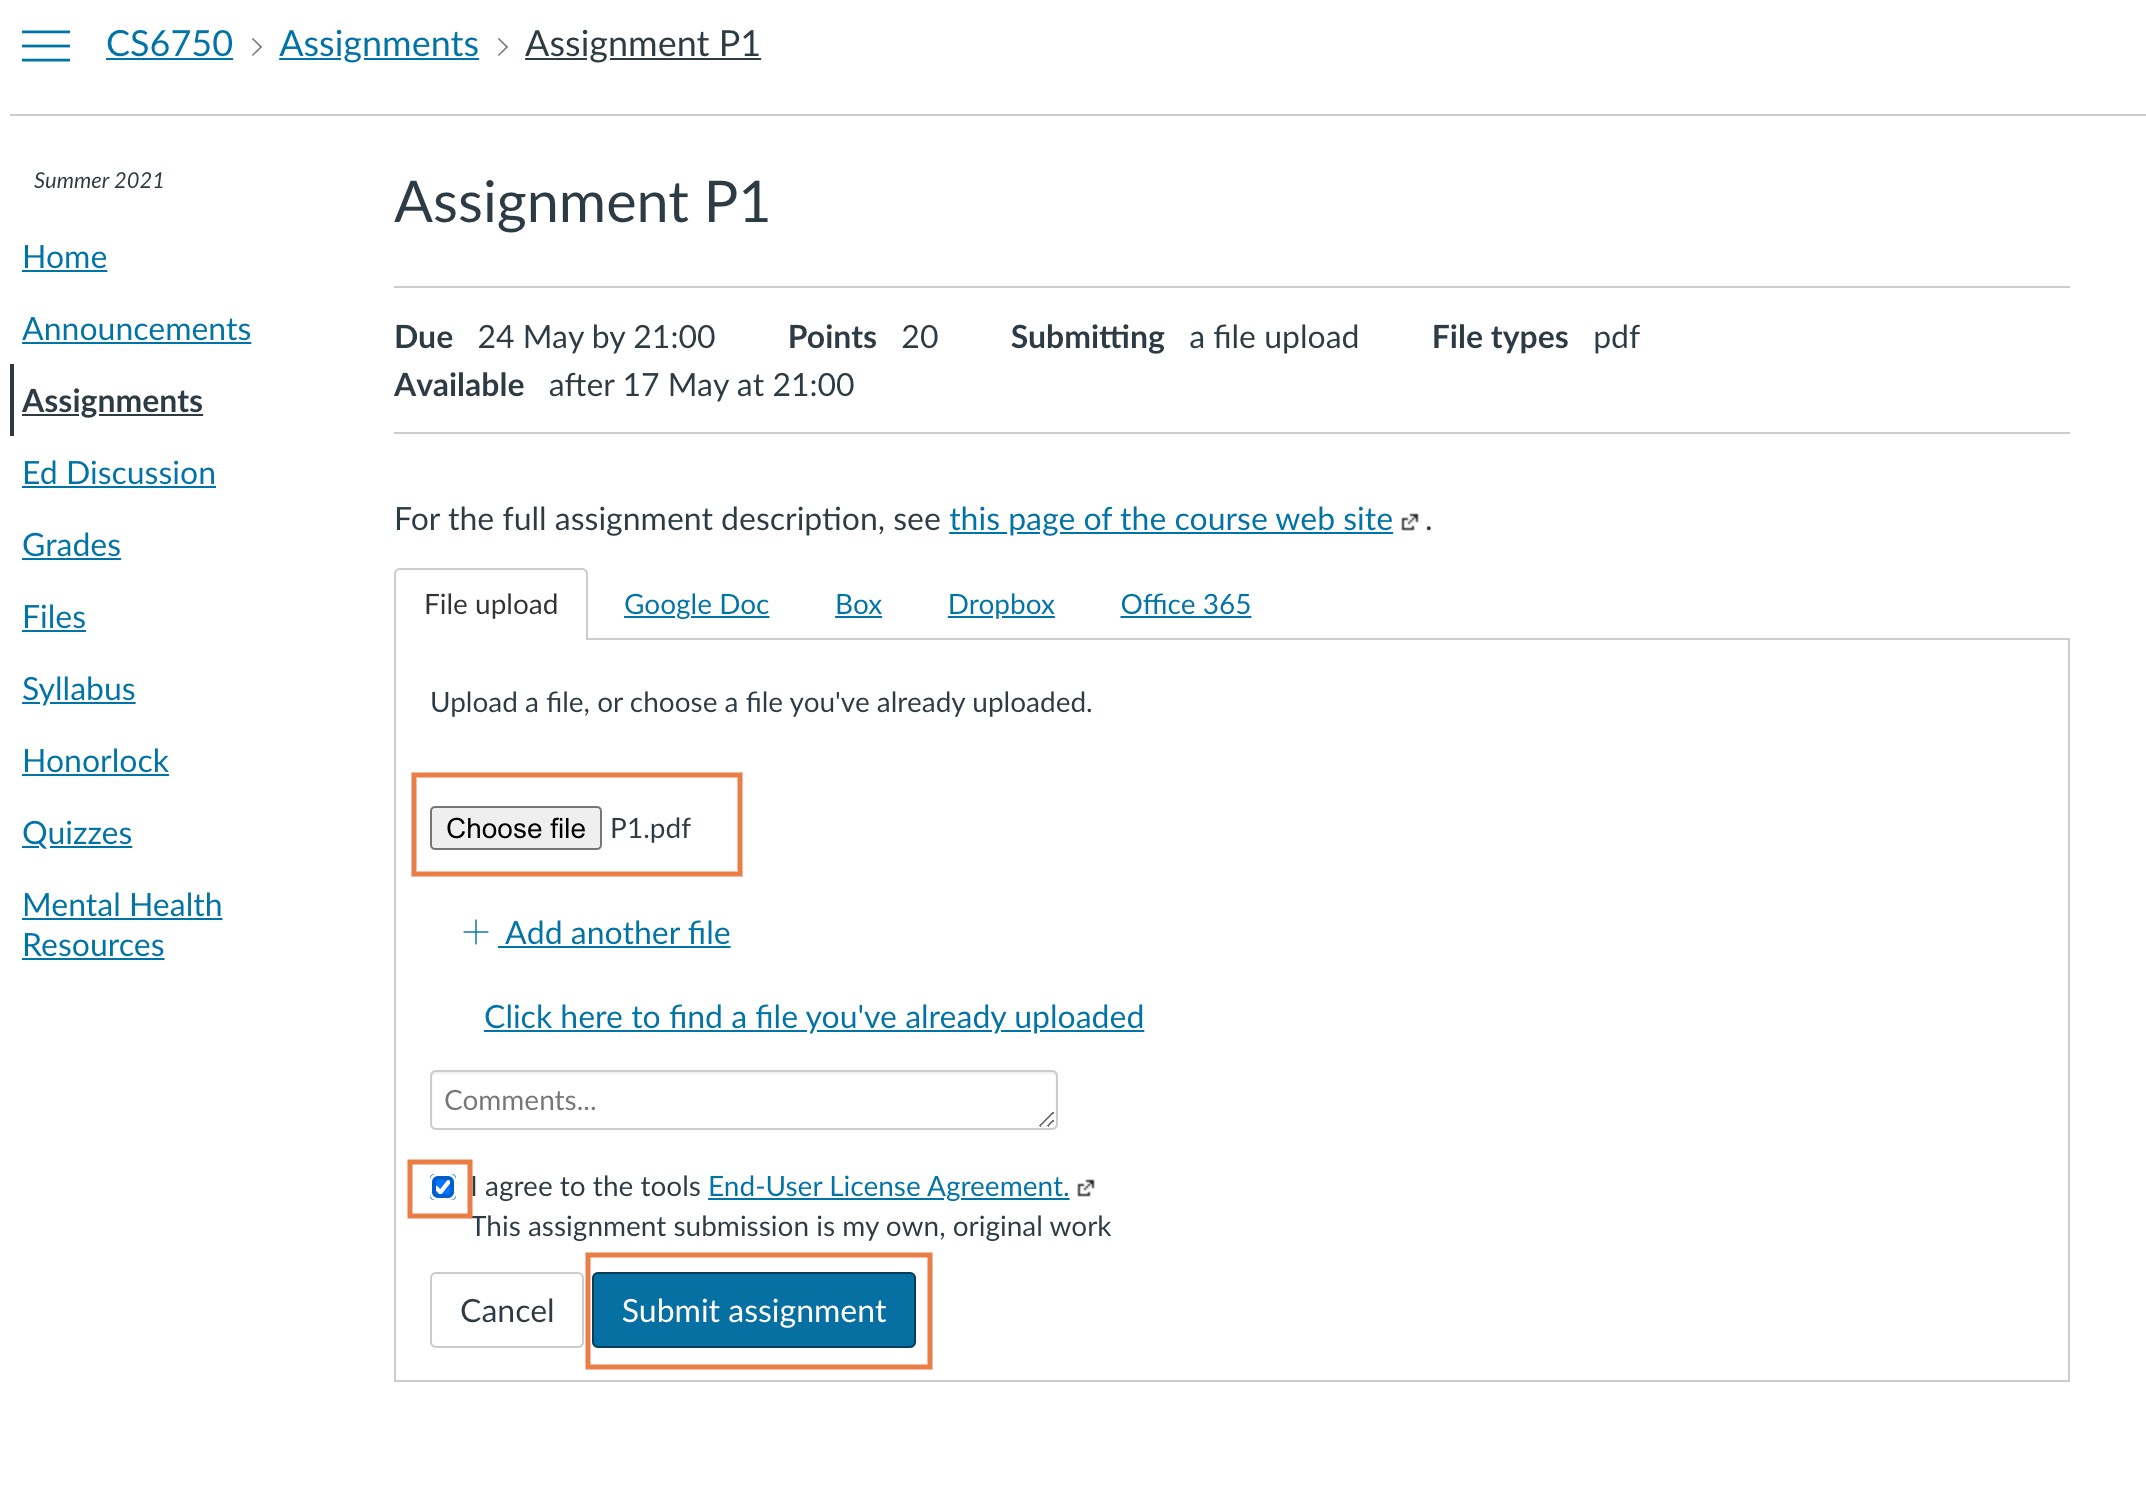 CS6750 > Assignments > Assignment P1
Summer 2021
Home
Announcements
Assignments
Ed Discussion
Grades
Files
Syllabus
Honorlock
Quizzes
Mental Health
Resources
Assignment P1
Due 24 May by 21:00 Points 20 Submitting a file upload File types pdf
Available after 17 May at 21:00
For the full assignment description, see this page of the course web site .
File upload Google Doc Box Dropbox Office 365
Upload a file, or choose a file you've already uploaded.
Choose file P1.pdf
+ Add another file
Click here to find a file you've already uploaded
Comments...
I agree to the tools End-User License Agreement.
This assignment submission is my own, original work
Cancel Submit assignment